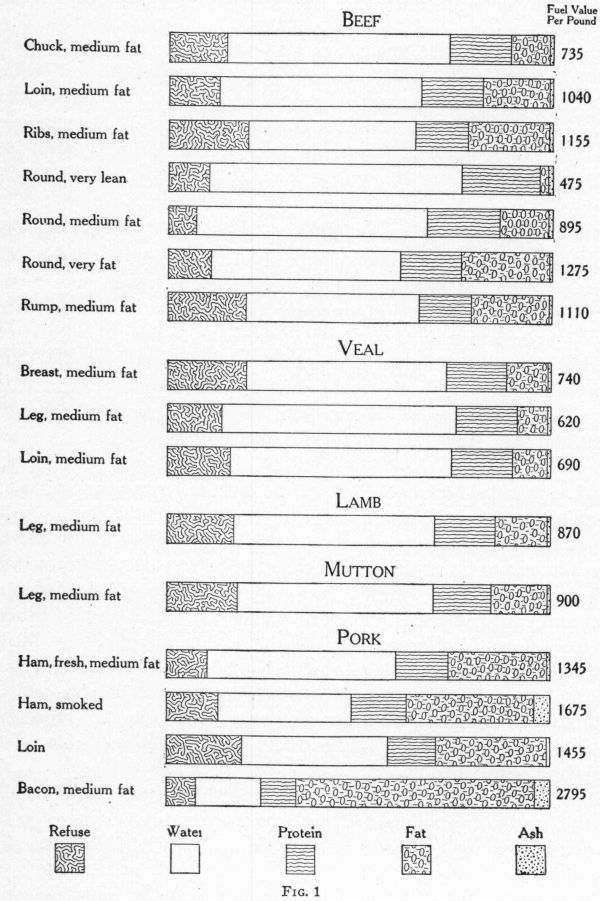 Fuel Value
Per Pound
BEEF
Chuck, medium fat 735
Loin, medium fat 1040
Ribs, medium fat 1155
Round, very lean 475
Round, medium fat 895
Round, very fat 1275
Rump, medium fat 1110
VEAL
Breast, medium fat 740
Leg, medium fat 620
Loin, medium fat 690
LAMB
Leg, medium fat 870
MUTTON
Leg, medium fat 900
PORK
Ham, fresh, medium fat 1345
Ham, smoked 1675
Loin 1455
Bacon, medium fat 2795
Refuse Water Protein Fat Ash
FIG. 1